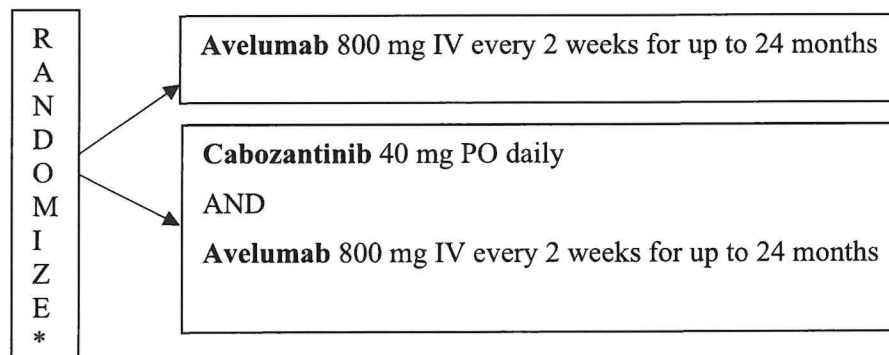 RANDOMIZE*
Avelumab 800 mg IV every 2 weeks for up to 24 months
Cabozantinib 40 mg PO daily
AND
Avelumab 800 mg IV every 2 weeks for up to 24 months